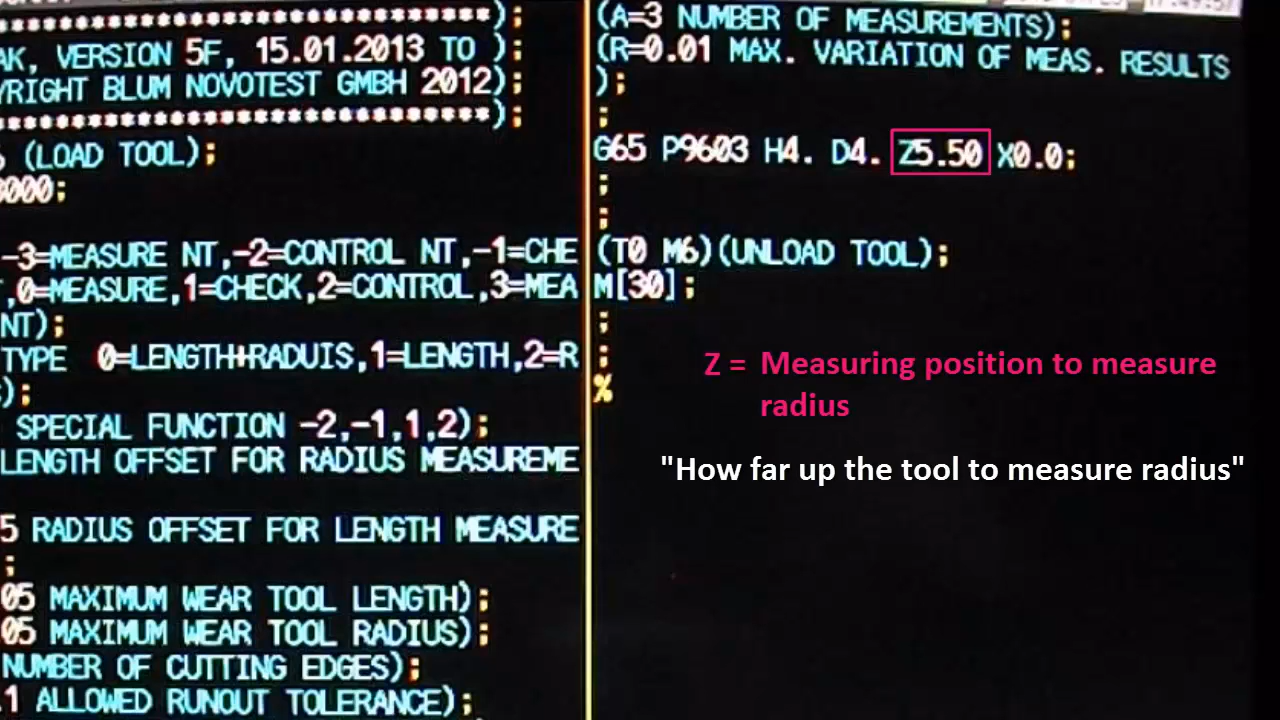 *********************************);
AK, VERSION 5F, 15.01.2013 TO );
YRIGHT BLUM NOVOTEST GMBH 2012);
*********************************);
(LOAD TOOL);
000;
-3=MEASURE NT,-2=CONTROL NT,-1=CHE
,0=MEASURE,1=CHECK,2=CONTROL,3=MEA
NT);
TYPE 0=LENGTH+RADUIS,1=LENGTH,2=R
);
SPECIAL FUNCTION -2,-1,1,2);
LENGTH OFFSET FOR RADIUS MEASUREME
5 RADIUS OFFSET FOR LENGTH MEASURE
;
05 MAXIMUM WEAR TOOL LENGTH);
05 MAXIMUM WEAR TOOL RADIUS);
NUMBER OF CUTTING EDGES);
.1 ALLOWED RUNOUT TOLERANCE);
(A=3 NUMBER OF MEASUREMENTS);
(R=0.01 MAX. VARIATION OF MEAS. RESULTS
);
;
G65 P9603 H4. D4. Z5.50 X0.0;
;
;
(T0 M6)(UNLOAD TOOL);
M[30];
;
;
%
Z = Measuring position to measure
radius
"How far up the tool to measure radius"